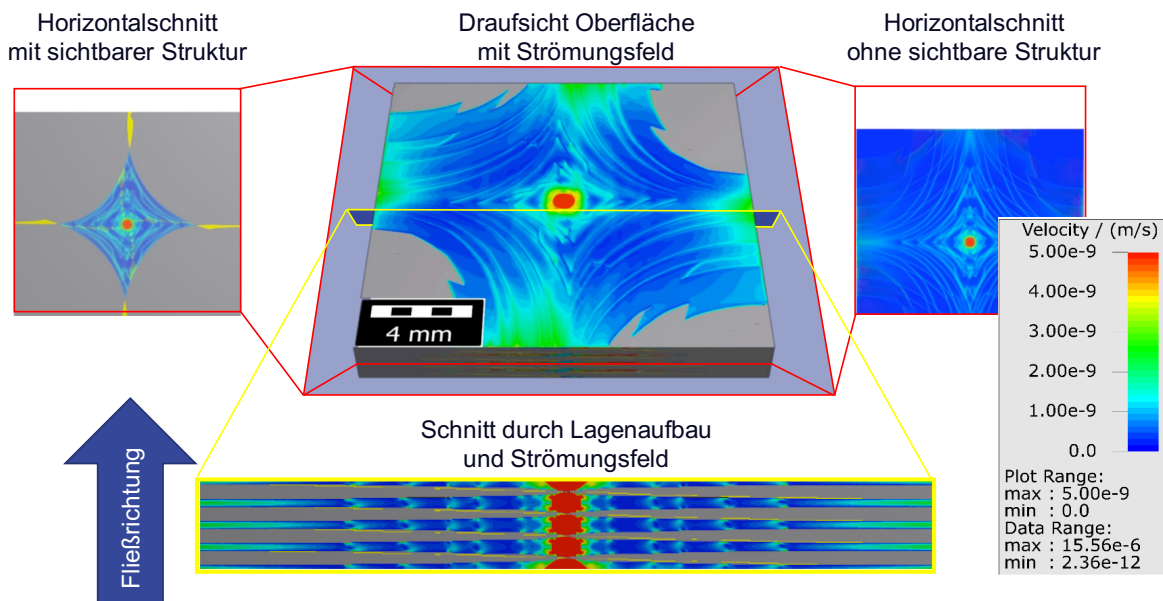 Horizontalschnitt
mit sichtbarer Struktur
Draufsicht Oberfläche
mit Strömungsfeld
Horizontalschnitt
ohne sichtbare Struktur
4 mm
Velocity / (m/s)
5.00e-9
4.00e-9
3.00e-9
2.00e-9
1.00e-9
0.0
Plot Range:
max : 5.00e-9
min : 0.0
Data Range:
max : 15.56e-6
min : 2.36e-12
Fließrichtung
Schnitt durch Lagenaufbau
und Strömungsfeld